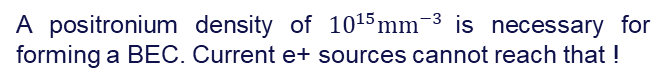 A positronium density of 10¹⁵mm⁻³ is necessary for
forming a BEC. Current e+ sources cannot reach that !